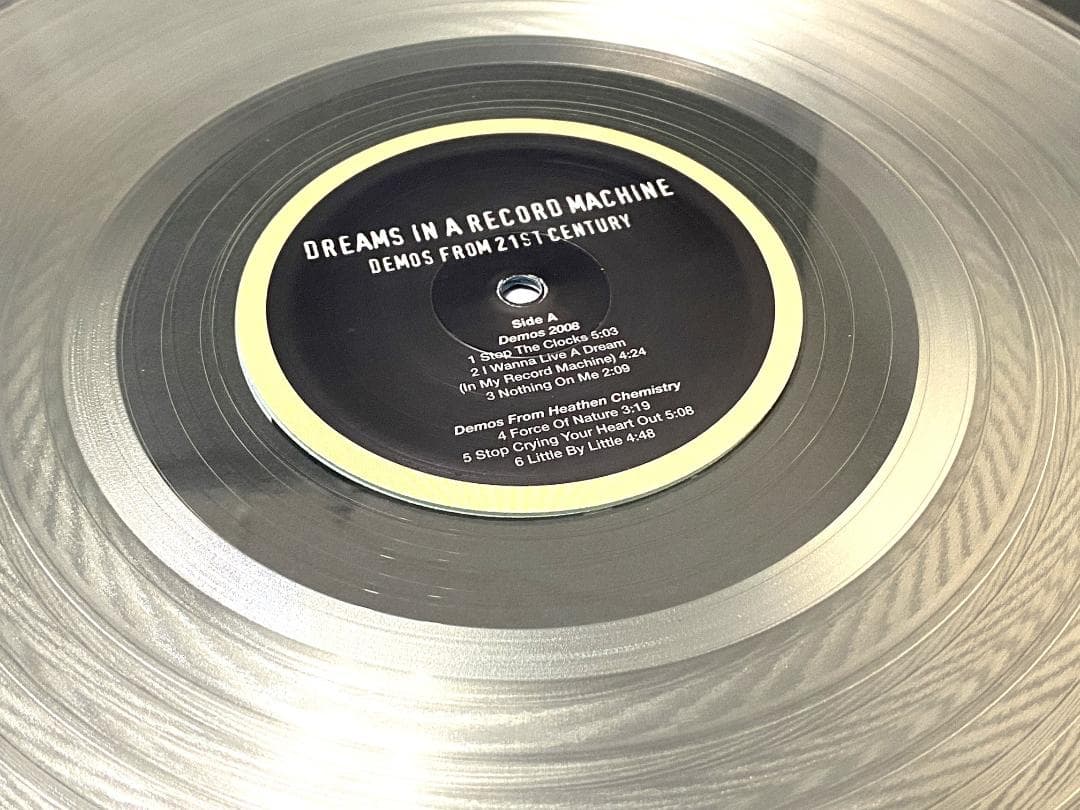 DREAMS IN A RECORD MACHINE
DEMOS FROM 21ST CENTURY
Side A
Demos 2008
1 Stop The Clocks 5:03
2 I Wanna Live A Dream
(In My Record Machine) 4:24
3 Nothing On Me 2:09
Demos From Heathen Chemistry
4 Force Of Nature 3:19
5 Stop Crying Your Heart Out 5:08
6 Little By Little 4:48